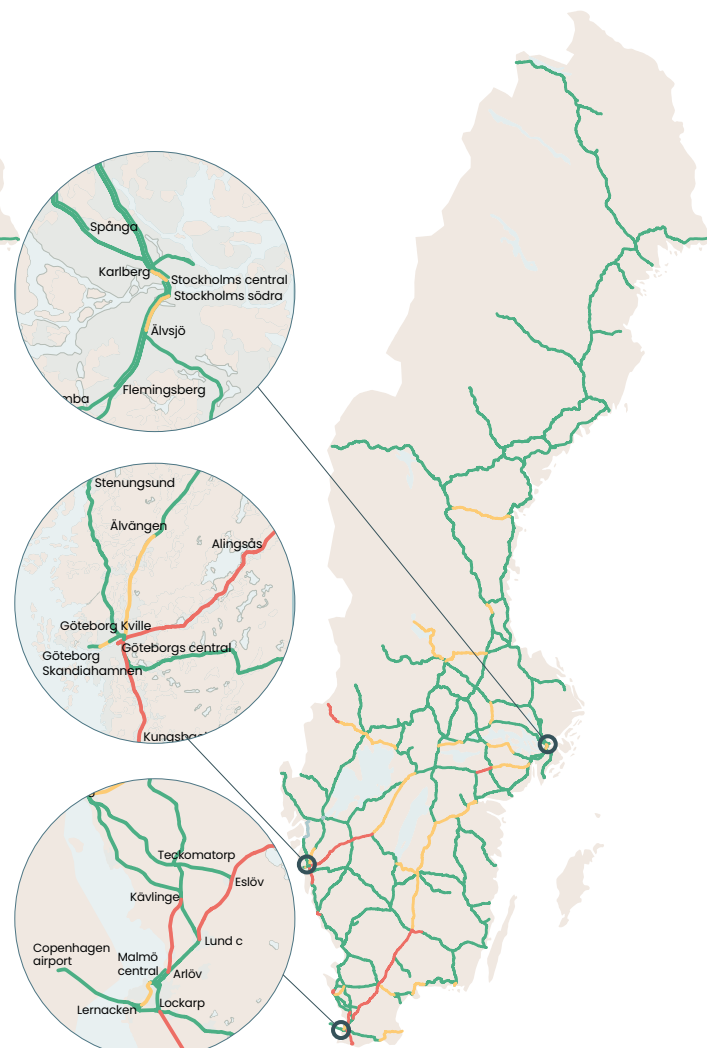 Spånga
Karlberg
Stockholms central
Stockholms södra
Älvsjö
Flemingsberg
mba
Stenungsund
Älvängen
Alingsås
Göteborg Kville
Göteborgs central
Göteborg
Skandiahamnen
Teckomatorp
Eslöv
Kävlinge
Lund c
Copenhagen
airport
Malmö
central
Arlöv
Lernacken
Lockarp